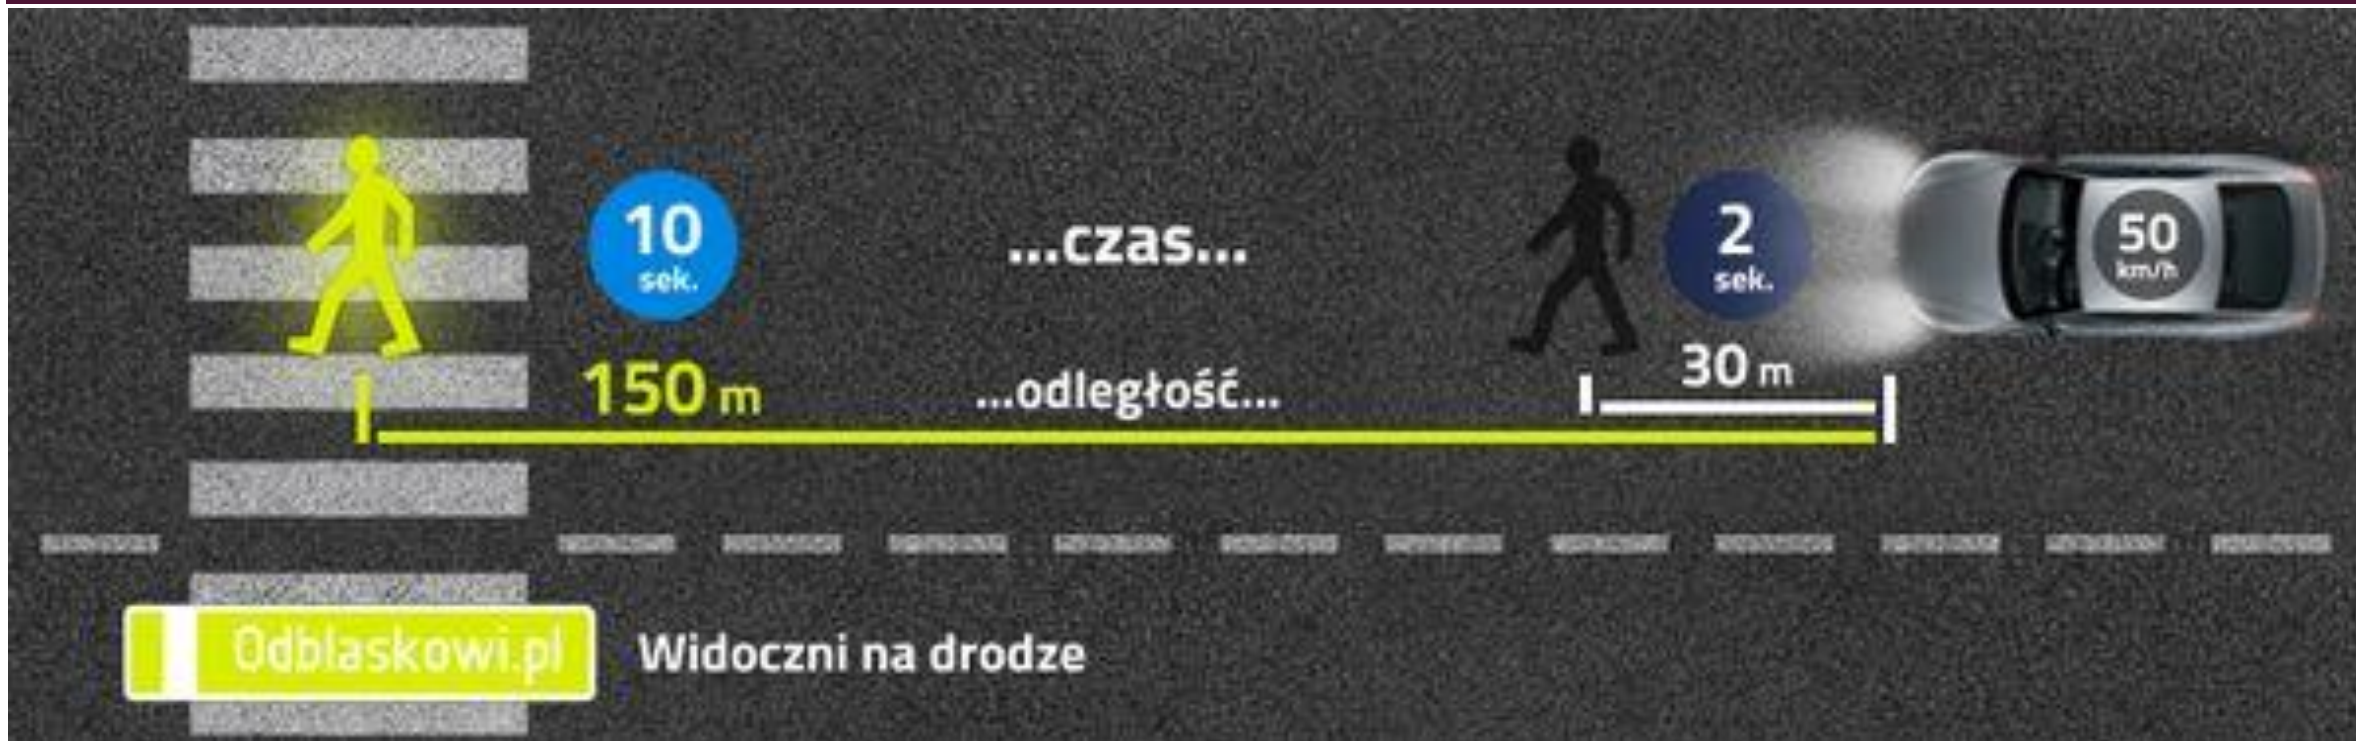 10
sek.
...czas...
2
sek.
50
km/h
150 m
...odległość...
30 m
Odblaskowi.pl
Widoczni na drodze